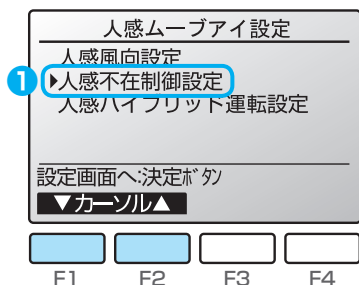 人感ムーブアイ設定
人感風向設定
1 ▶人感不在制御設定
人感ハイブリット運転設定
設定画面へ:決定ボタン
▼カーソル▲
F1 F2 F3 F4